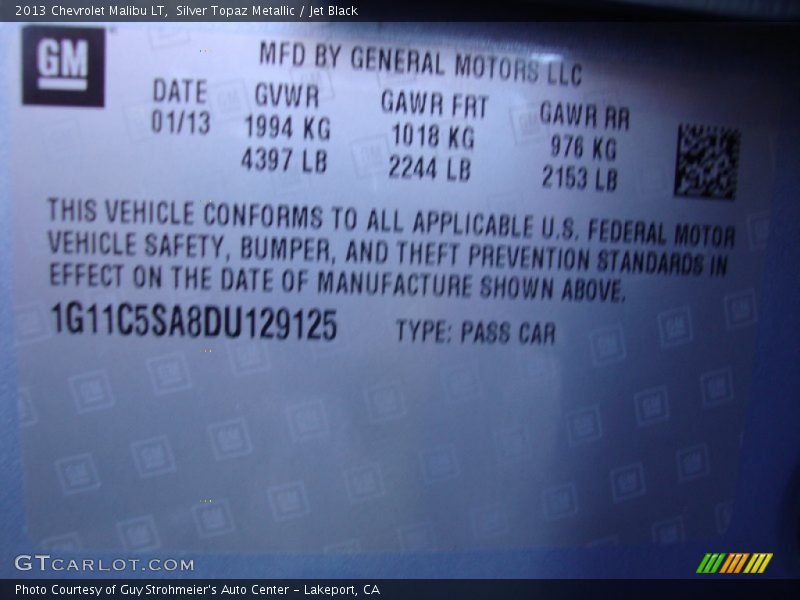 2013 Chevrolet Malibu LT, Silver Topaz Metallic / Jet Black
GM
MFD BY GENERAL MOTORS LLC
DATE GVWR GAWR FRT GAWR RR
01/13 1994 KG 1018 KG 976 KG
4397 LB 2244 LB 2153 LB
THIS VEHICLE CONFORMS TO ALL APPLICABLE U.S. FEDERAL MOTOR
VEHICLE SAFETY, BUMPER, AND THEFT PREVENTION STANDARDS IN
EFFECT ON THE DATE OF MANUFACTURE SHOWN ABOVE.
1G11C5SA8DU129125 TYPE: PASS CAR
GTCARLOT.COM
Photo Courtesy of Guy Strohmeier's Auto Center - Lakeport, CA